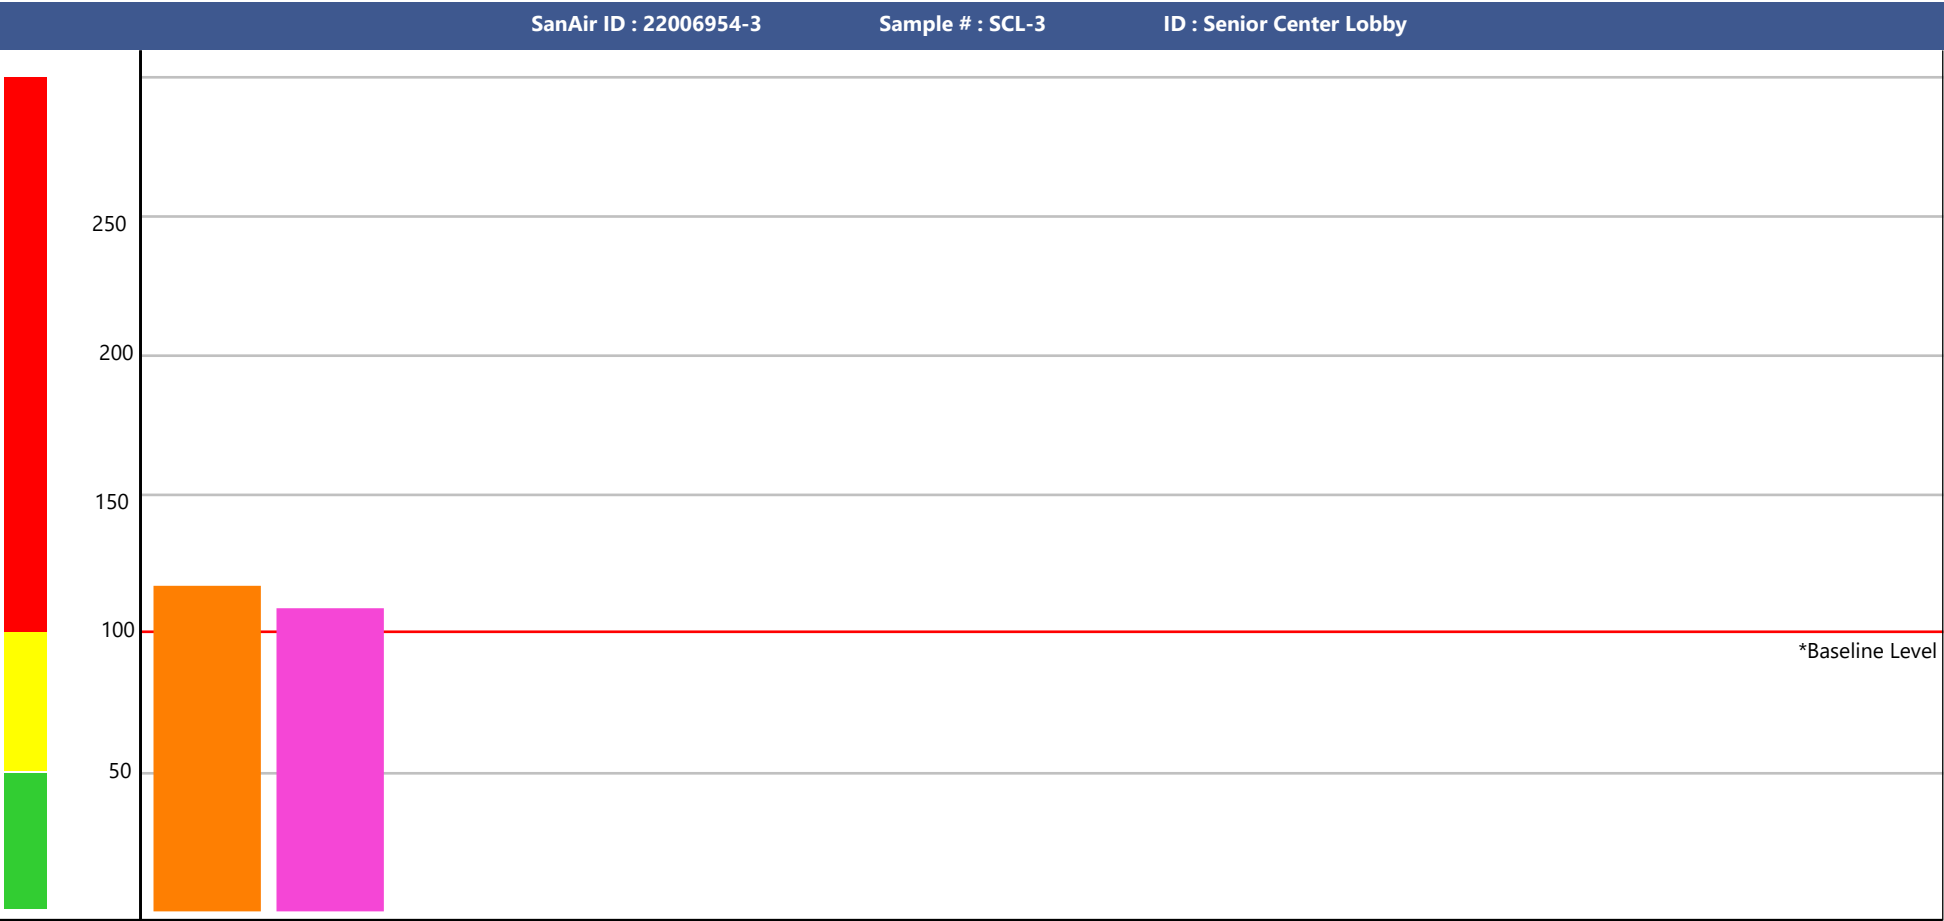 SanAir ID : 22006954-3 Sample # : SCL-3 ID : Senior Center Lobby
250
200
150
100
*Baseline Level
50